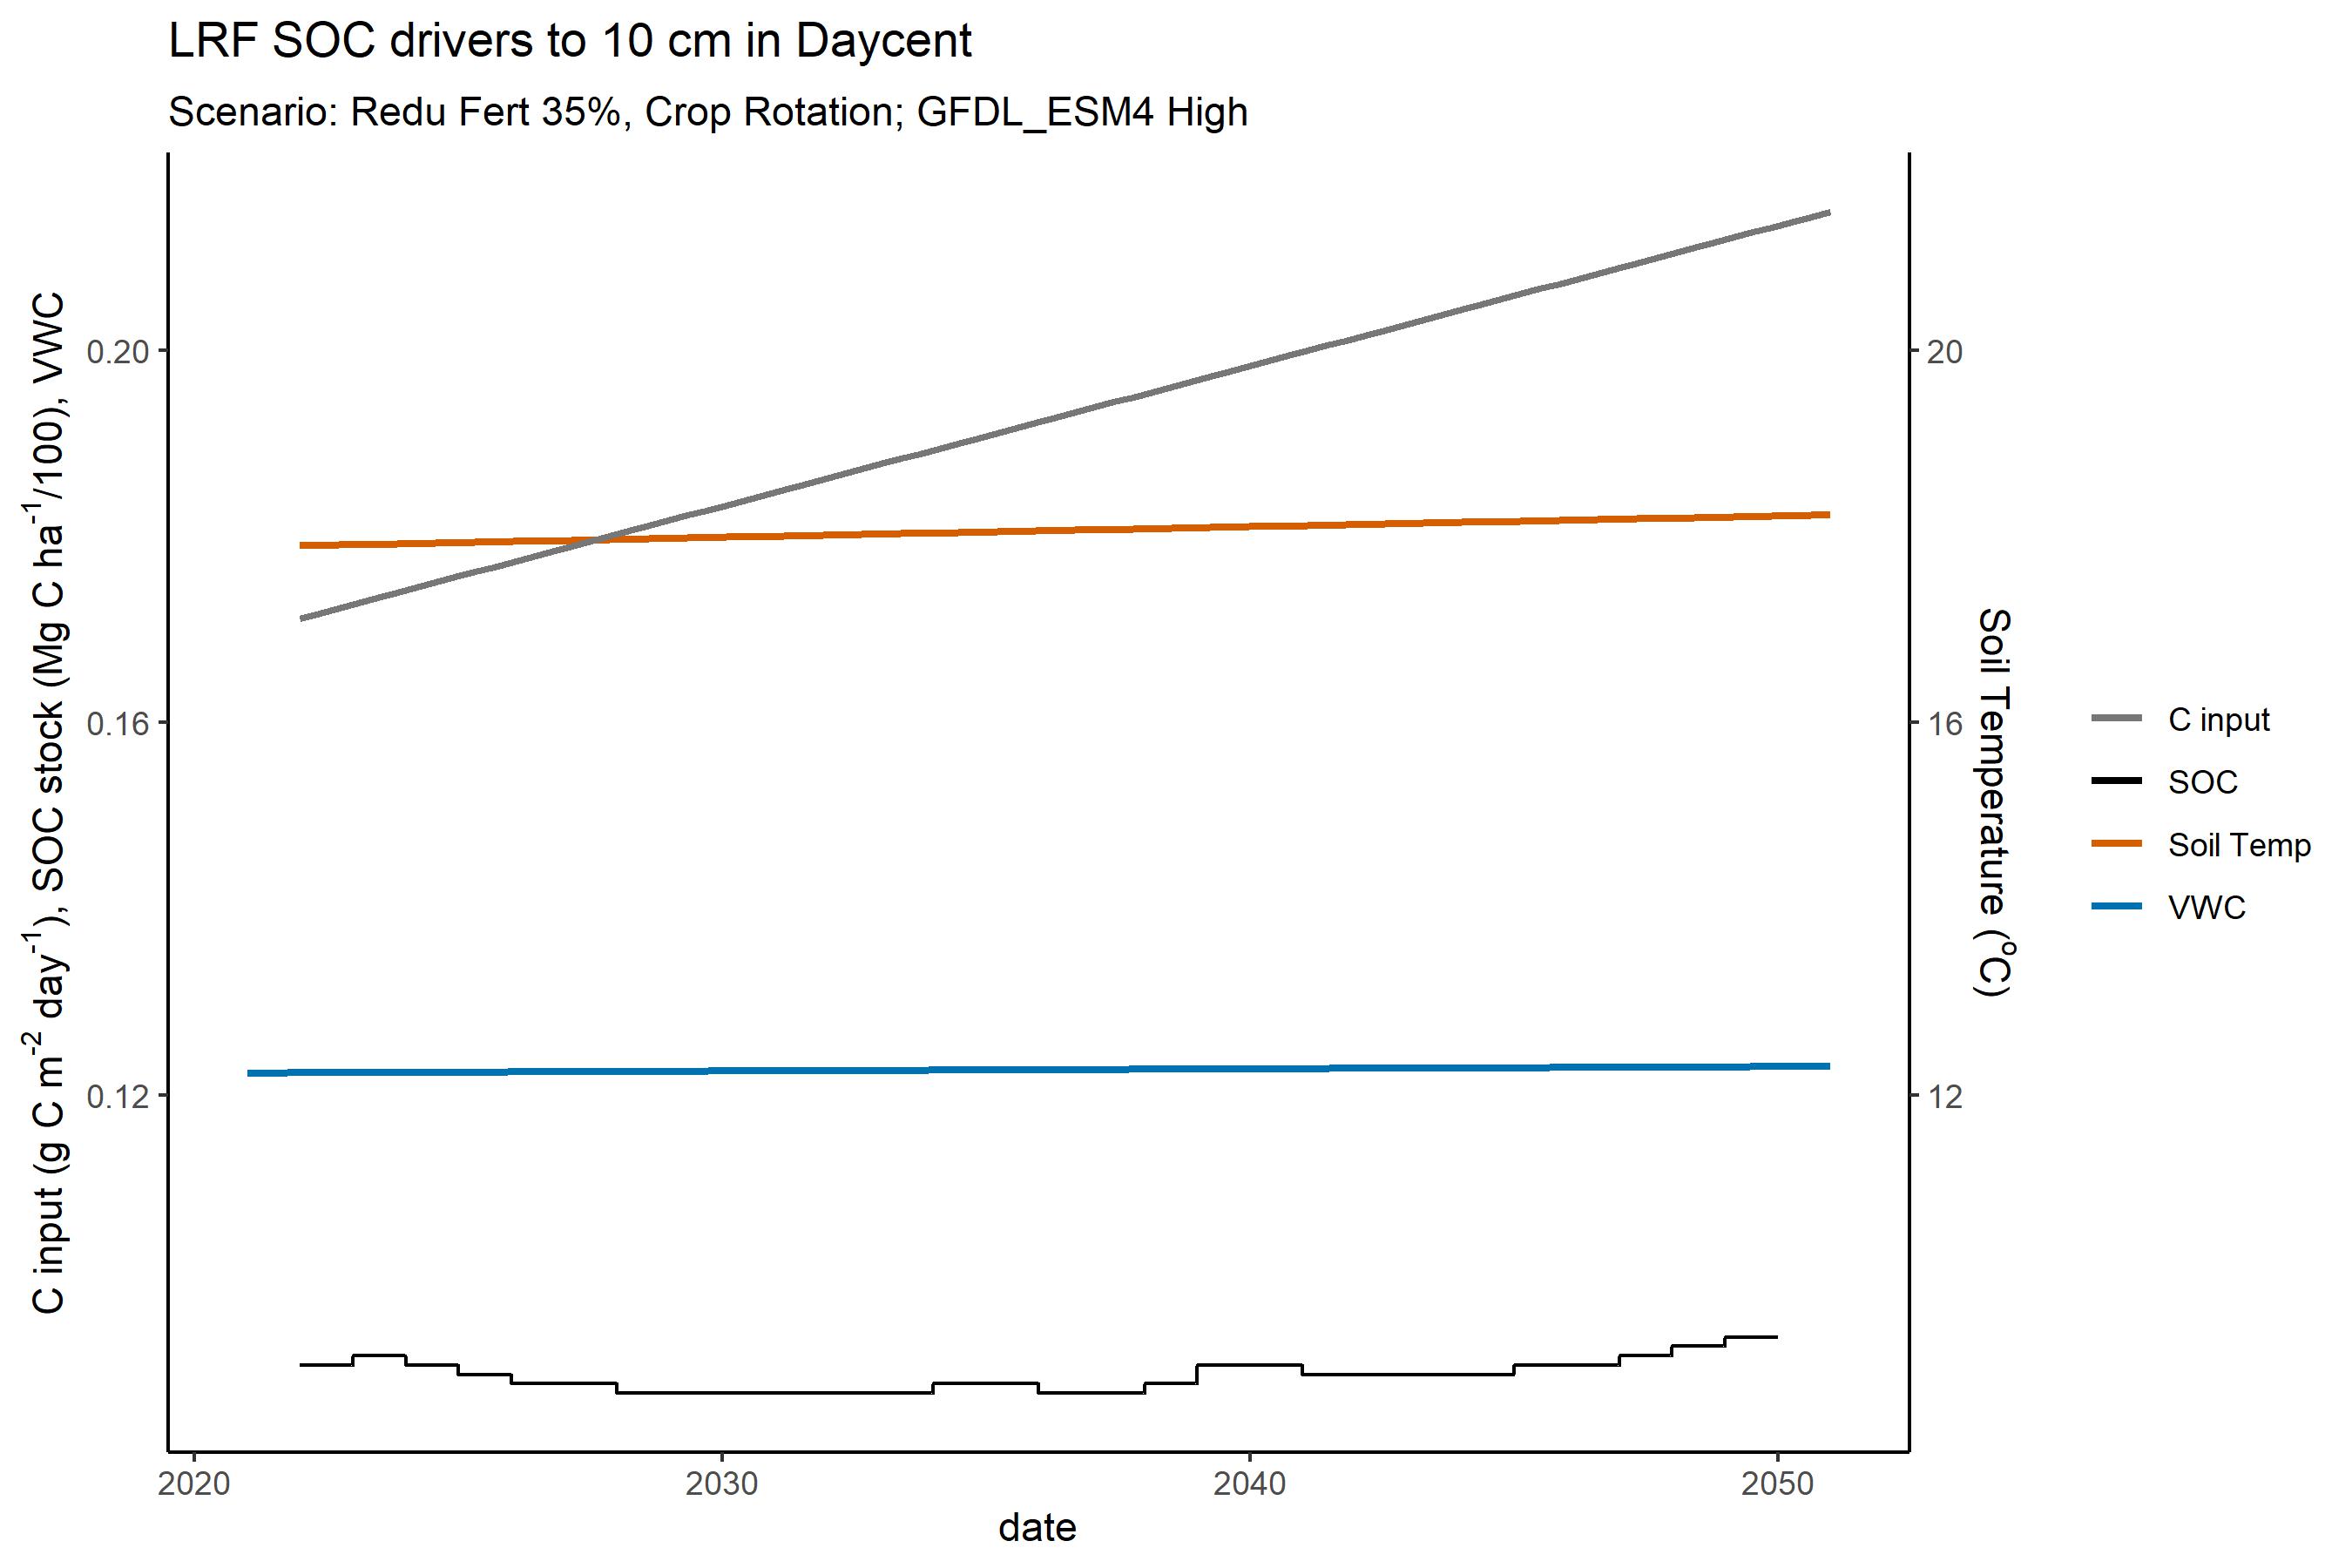 LRF SOC drivers to 10 cm in Daycent
Scenario: Redu Fert 35%, Crop Rotation; GFDL_ESM4 High
C input (g C m⁻² day⁻¹), SOC stock (Mg C ha⁻¹/100), VWC
0.20
0.16
0.12
20
16
12
Soil Temperature (°C)
C input
SOC
Soil Temp
VWC
2020
2030
2040
2050
date